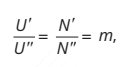 U′/U″ = N′/N″ = m,